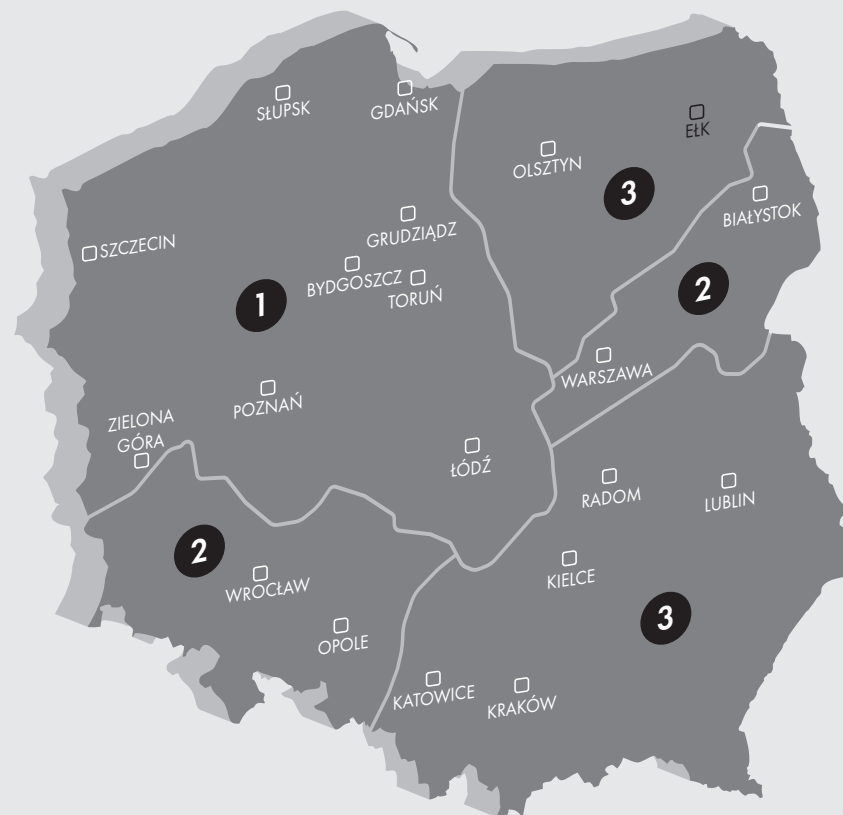 SŁUPSK
GDAŃSK
EŁK
OLSZTYN
3
BIAŁYSTOK
GRUDZIĄDZ
SZCZECIN
BYDGOSZCZ
TORUŃ
2
1
WARSZAWA
POZNAŃ
ZIELONA
GÓRA
ŁÓDŹ
RADOM
LUBLIN
2
WROCŁAW
KIELCE
3
OPOLE
KATOWICE
KRAKÓW